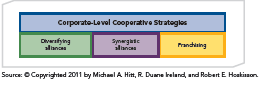 Corporate-Level Cooperative Strategies
Diversifying
alliances
Synergistic
alliances
Franchising
Source: © Copyrighted 2011 by Michael A. Hitt, R. Duane Ireland, and Robert E. Hoskisson.